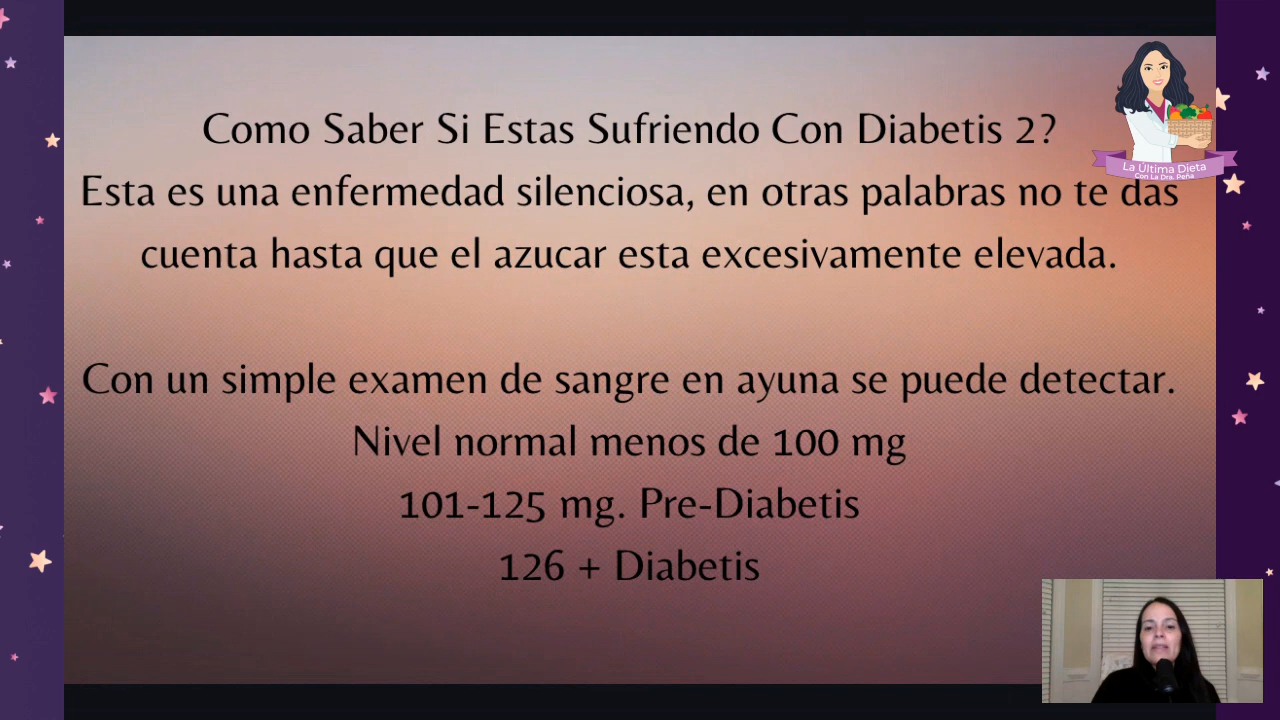 Como Saber Si Estas Sufriendo Con Diabetis 2?
Esta es una enfermedad silenciosa, en otras palabras no te das
cuenta hasta que el azucar esta excesivamente elevada.
Con un simple examen de sangre en ayuna se puede detectar.
Nivel normal menos de 100 mg
101-125 mg. Pre-Diabetis
126 + Diabetis
La Última Dieta
Con La Dra. Peña